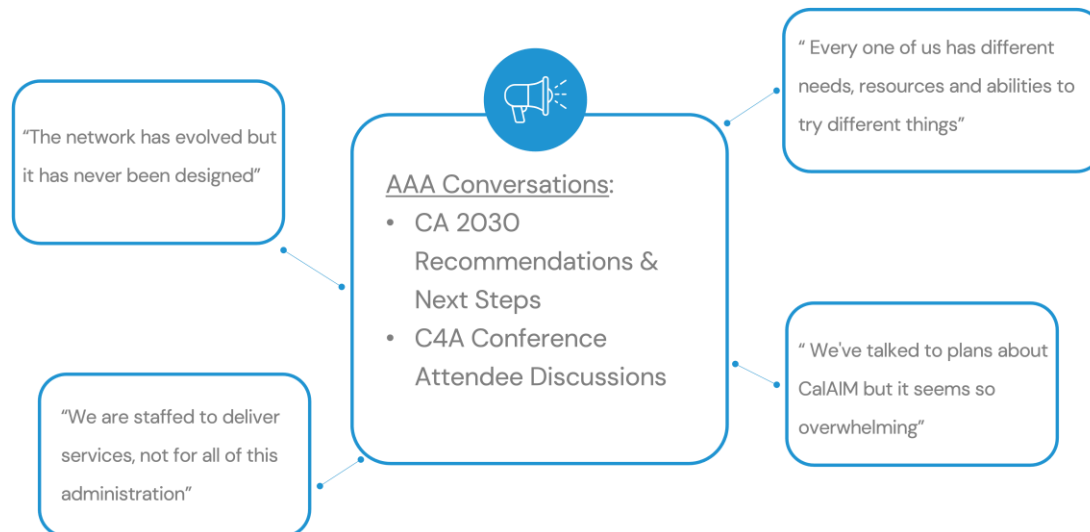 “The network has evolved but
it has never been designed”
“We are staffed to deliver
services, not for all of this
administration”
AAA Conversations:
• CA 2030
Recommendations &
Next Steps
• C4A Conference
Attendee Discussions
“ Every one of us has different
needs, resources and abilities to
try different things”
“ We've talked to plans about
CalAIM but it seems so
overwhelming”